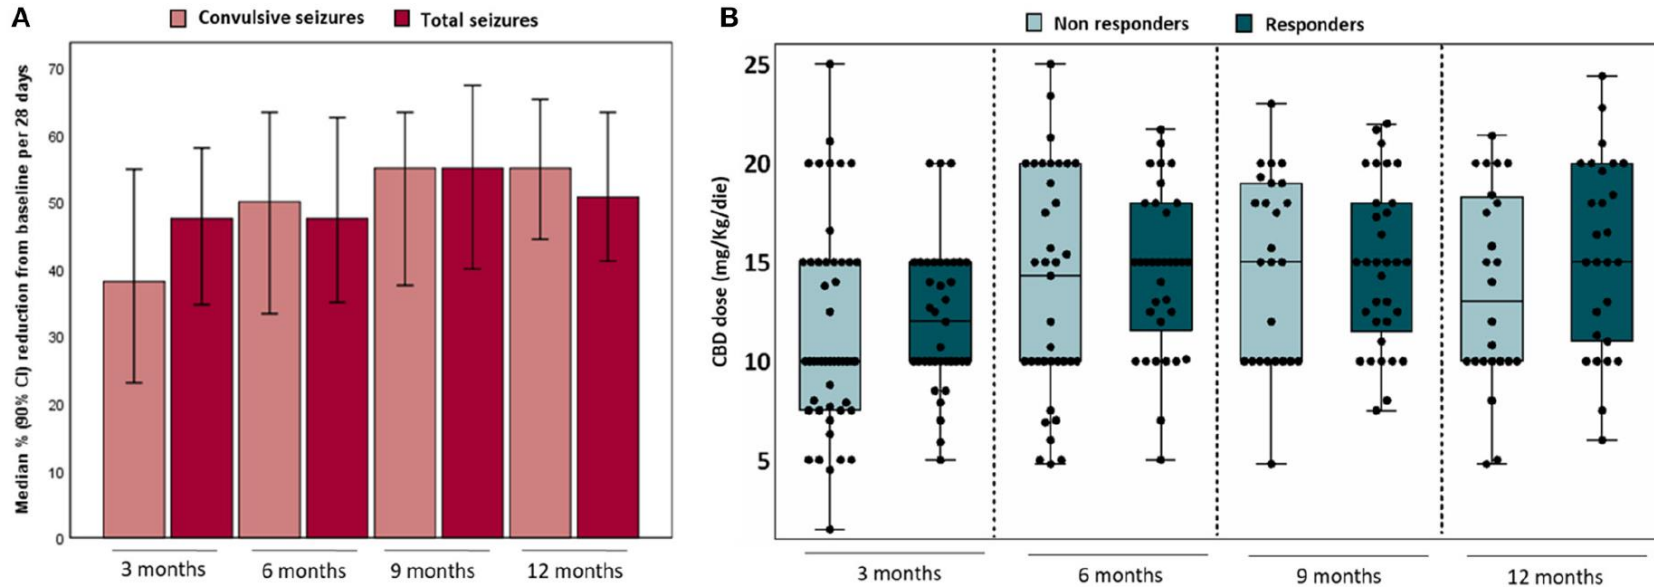 A
Convulsive seizures
Total seizures
Median % (90% CI) reduction from baseline per 28 days
70
60
50
40
30
20
10
0
3 months
6 months
9 months
12 months
B
Non responders
Responders
CBD dose (mg/Kg/die)
25
20
15
10
5
3 months
6 months
9 months
12 months